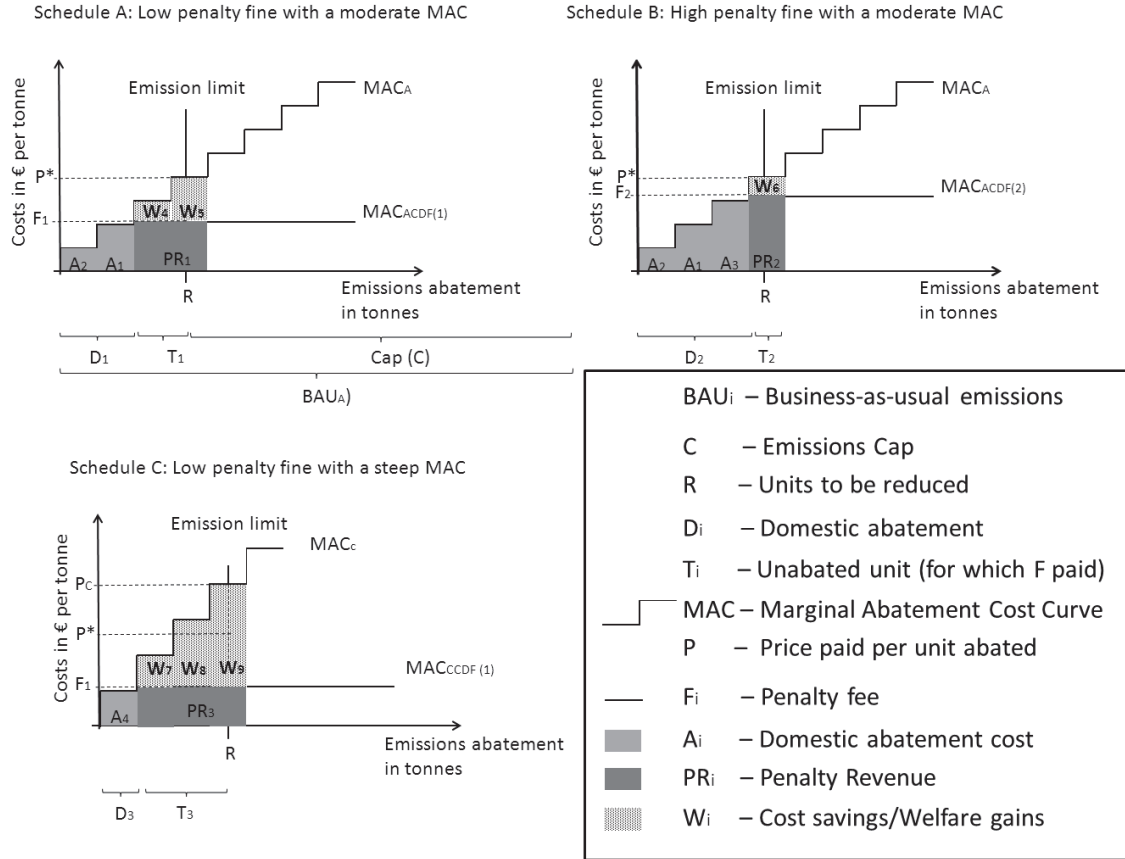 Schedule A: Low penalty fine with a moderate MAC
Costs in € per tonne
Emission limit
MACA
P*
F1
W4
W5
MACACDF(1)
A2
A1
PR1
R
Emissions abatement
in tonnes
D1
T1
Cap (C)
BAUA)
Schedule B: High penalty fine with a moderate MAC
Costs in € per tonne
Emission limit
MACA
P*
F2
W6
MACACDF(2)
A2
A1
A3
PR2
R
Emissions abatement
in tonnes
D2
T2
Schedule C: Low penalty fine with a steep MAC
Costs in € per tonne
Emission limit
MACc
PC
P*
F1
W7
W8
W9
MACCCDF (1)
A4
PR3
R
Emissions abatement
in tonnes
D3
T3
BAUi – Business-as-usual emissions
C – Emissions Cap
R – Units to be reduced
Di – Domestic abatement
Ti – Unabated unit (for which F paid)
MAC – Marginal Abatement Cost Curve
P – Price paid per unit abated
Fi – Penalty fee
Ai – Domestic abatement cost
PRi – Penalty Revenue
Wi – Cost savings/Welfare gains